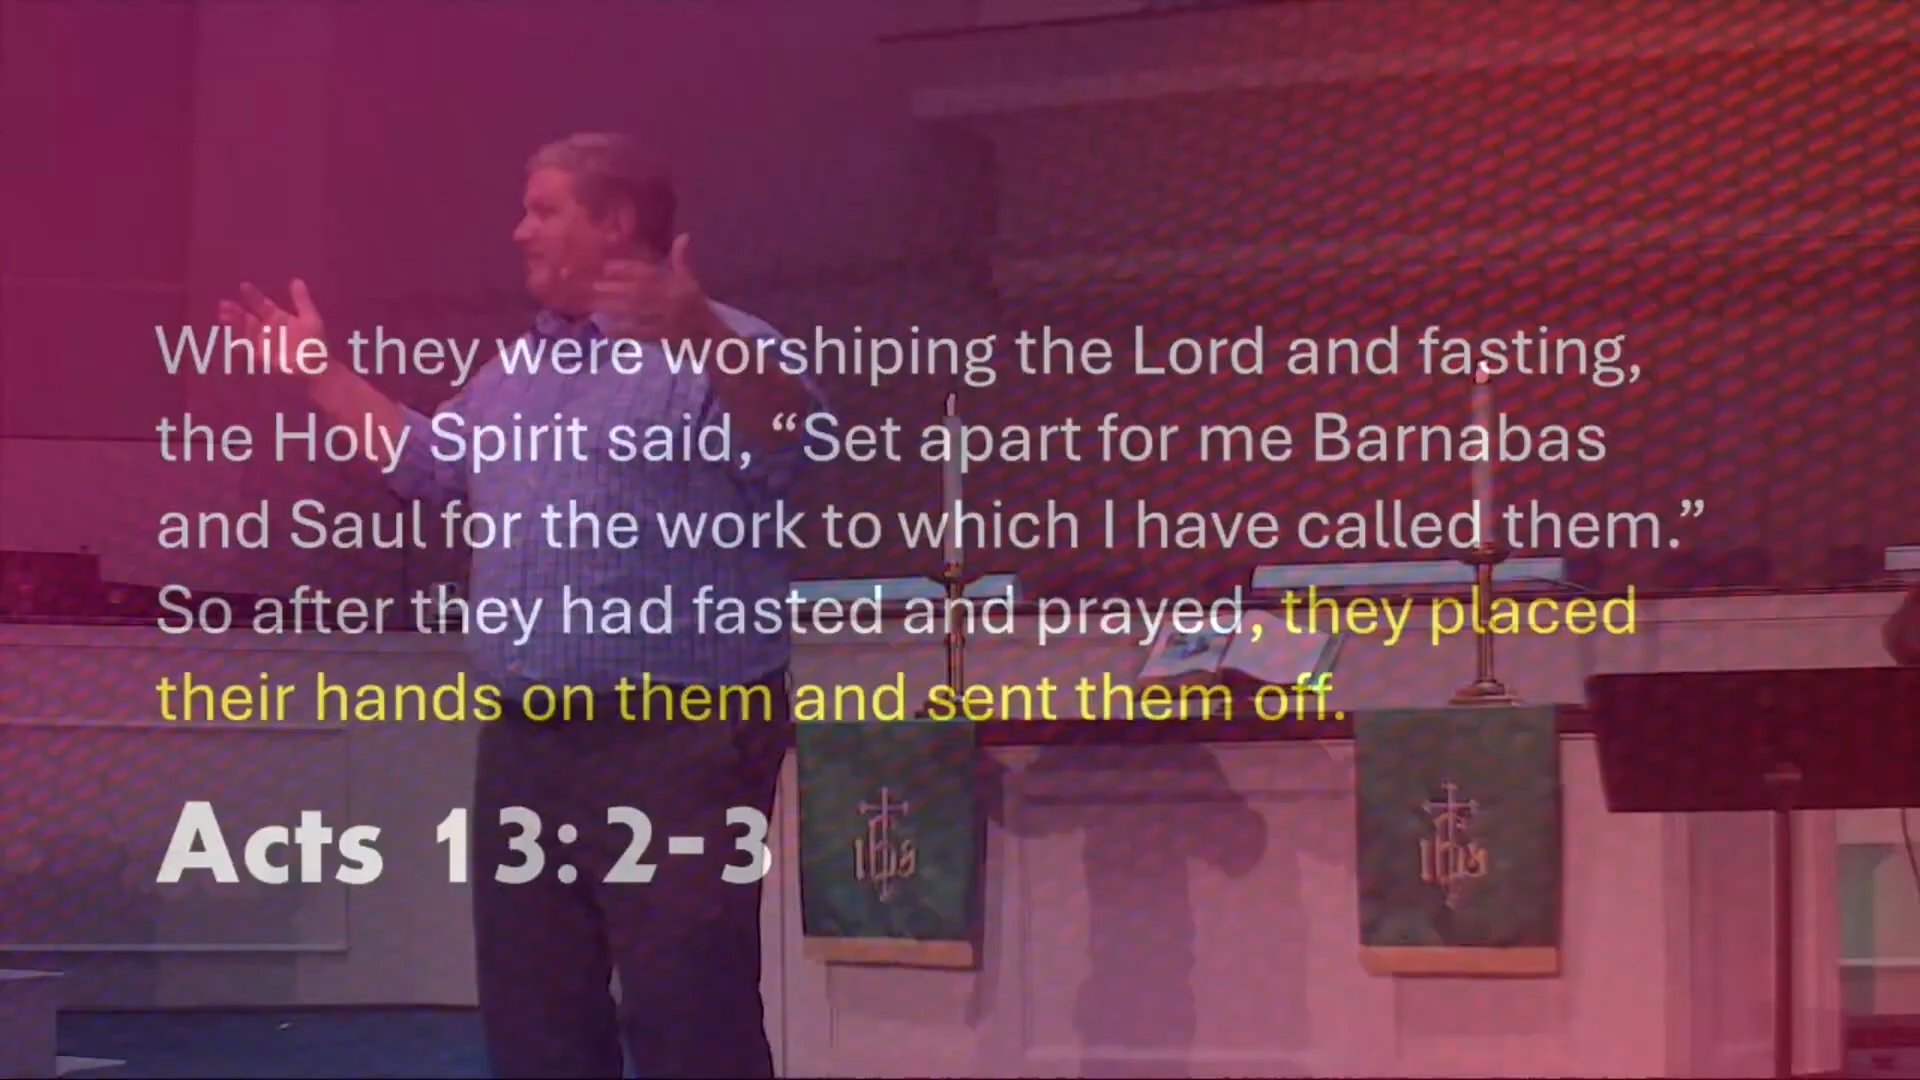 While they were worshiping the Lord and fasting,
the Holy Spirit said, “Set apart for me Barnabas
and Saul for the work to which I have called them.”
So after they had fasted and prayed, they placed
their hands on them and sent them off.
Acts 13:2-3
IHS
IHS